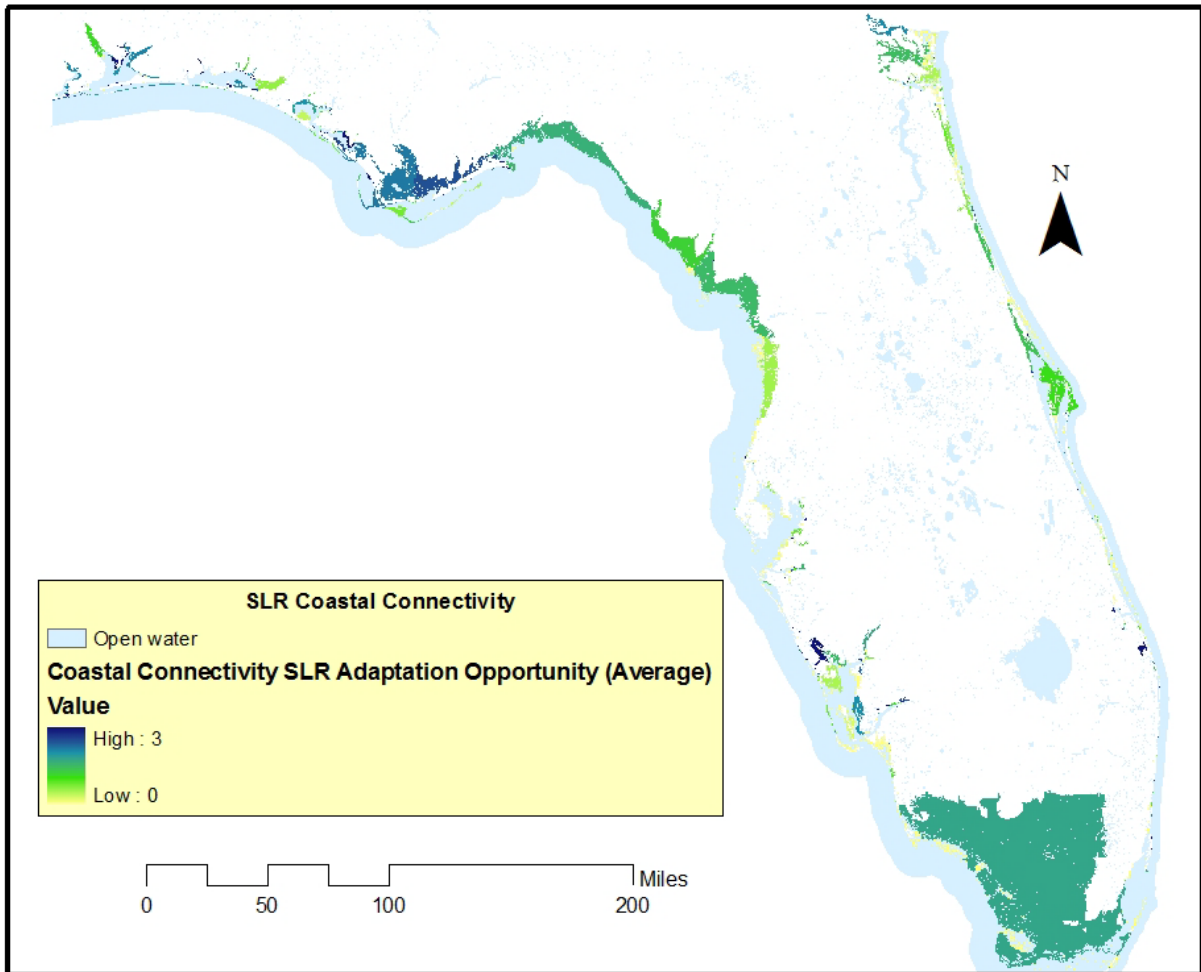 N
SLR Coastal Connectivity
Open water
Coastal Connectivity SLR Adaptation Opportunity (Average)
Value
High : 3
Low : 0
Miles
0 50 100 200